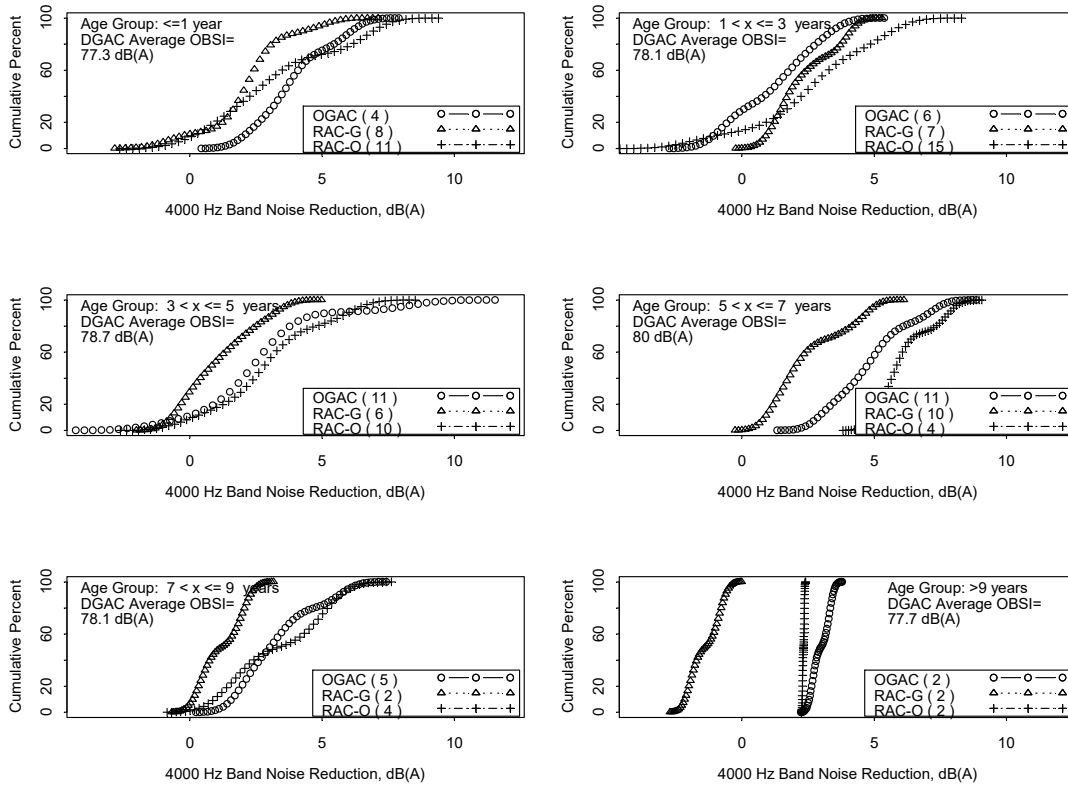 Age Group: <=1 year
DGAC Average OBSI=
77.3 dB(A)
Cumulative Percent
0 20 60 100
OGAC ( 4 )
RAC-G ( 8 )
RAC-O ( 11 )
0 5 10
4000 Hz Band Noise Reduction, dB(A)
Age Group: 1 < x <= 3 years
DGAC Average OBSI=
78.1 dB(A)
Cumulative Percent
0 20 60 100
OGAC ( 6 )
RAC-G ( 7 )
RAC-O ( 15 )
0 5 10
4000 Hz Band Noise Reduction, dB(A)
Age Group: 3 < x <= 5 years
DGAC Average OBSI=
78.7 dB(A)
Cumulative Percent
0 20 60 100
OGAC ( 11 )
RAC-G ( 6 )
RAC-O ( 10 )
0 5 10
4000 Hz Band Noise Reduction, dB(A)
Age Group: 5 < x <= 7 years
DGAC Average OBSI=
80 dB(A)
Cumulative Percent
0 20 60 100
OGAC ( 11 )
RAC-G ( 10 )
RAC-O ( 4 )
0 5 10
4000 Hz Band Noise Reduction, dB(A)
Age Group: 7 < x <= 9 years
DGAC Average OBSI=
78.1 dB(A)
Cumulative Percent
0 20 60 100
OGAC ( 5 )
RAC-G ( 2 )
RAC-O ( 4 )
0 5 10
4000 Hz Band Noise Reduction, dB(A)
Age Group: >9 years
DGAC Average OBSI=
77.7 dB(A)
Cumulative Percent
0 20 60 100
OGAC ( 2 )
RAC-G ( 2 )
RAC-O ( 2 )
0 5 10
4000 Hz Band Noise Reduction, dB(A)